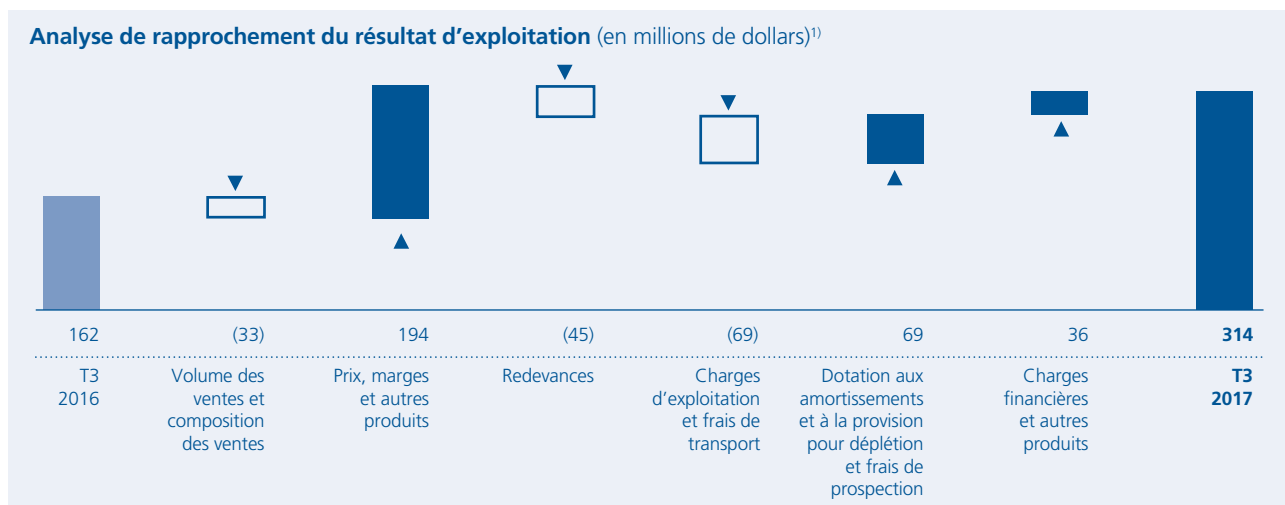 Analyse de rapprochement du résultat d’exploitation (en millions de dollars)1)
162 (33) 194 (45) (69) 69 36 314
T3
2016
Volume des
ventes et
composition
des ventes
Prix, marges
et autres
produits
Redevances
Charges
d’exploitation
et frais de
transport
Dotation aux
amortissements
et à la provision
pour déplétion
et frais de
prospection
Charges
financières
et autres
produits
T3
2017